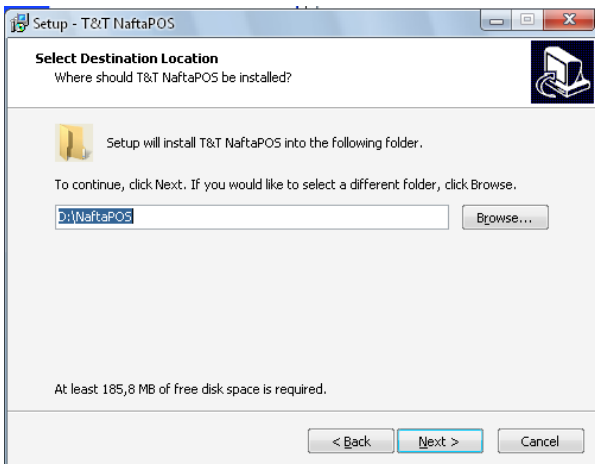 Setup - T&T NaftaPOS
Select Destination Location
Where should T&T NaftaPOS be installed?
Setup will install T&T NaftaPOS into the following folder.
To continue, click Next. If you would like to select a different folder, click Browse.
D:\NaftaPOS
Browse...
At least 185,8 MB of free disk space is required.
< Back
Next >
Cancel